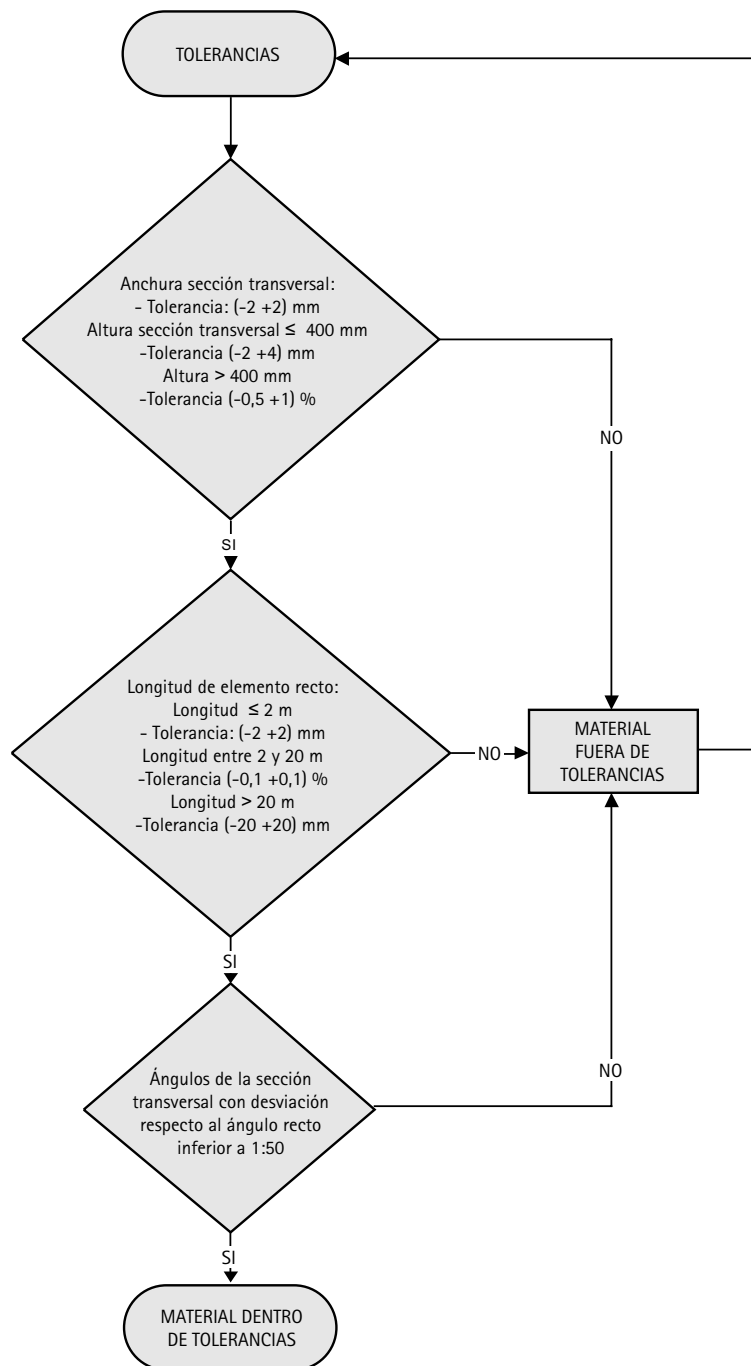 TOLERANCIAS
Anchura sección transversal:
- Tolerancia: (-2 +2) mm
Altura sección transversal ≤ 400 mm
-Tolerancia (-2 +4) mm
Altura > 400 mm
-Tolerancia (-0,5 +1) %
NO
SI
Longitud de elemento recto:
Longitud ≤ 2 m
- Tolerancia: (-2 +2) mm
Longitud entre 2 y 20 m
-Tolerancia (-0,1 +0,1) %
Longitud > 20 m
-Tolerancia (-20 +20) mm
NO
MATERIAL
FUERA DE
TOLERANCIAS
SI
Ángulos de la sección
transversal con desviación
respecto al ángulo recto
inferior a 1:50
NO
SI
MATERIAL DENTRO
DE TOLERANCIAS